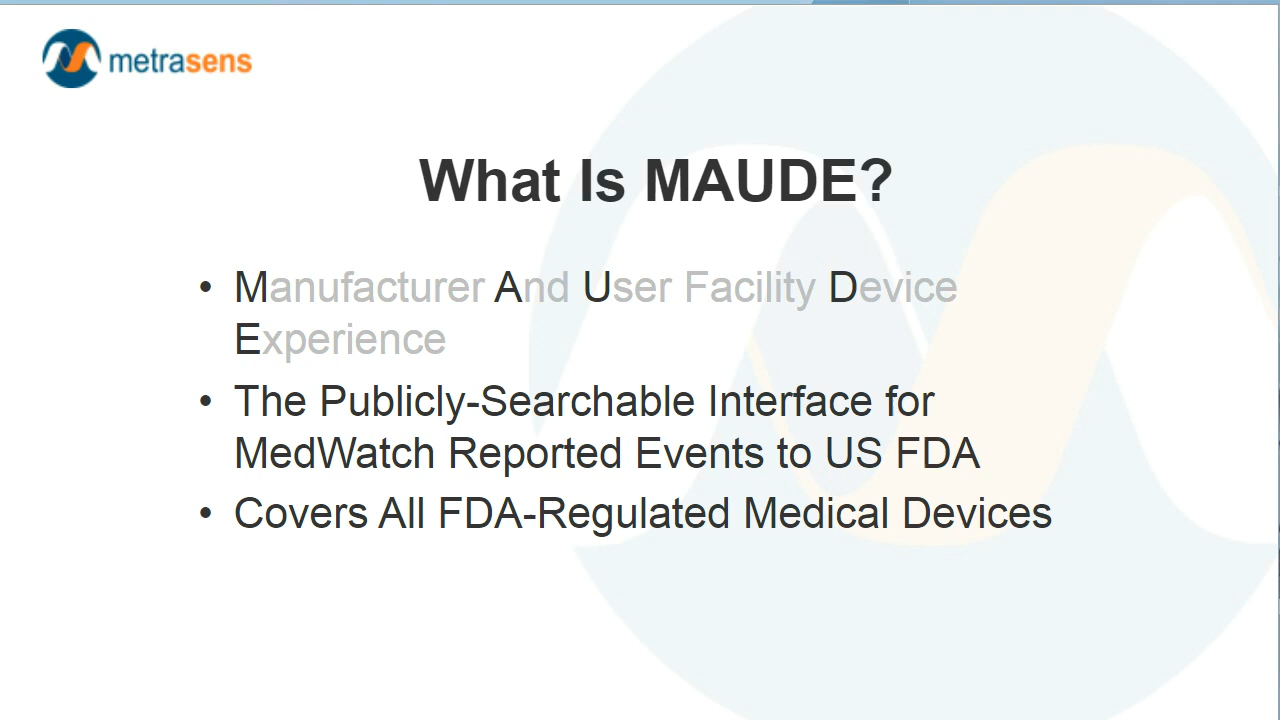 metrasens
What Is MAUDE?
• Manufacturer And User Facility Device
Experience
• The Publicly-Searchable Interface for
MedWatch Reported Events to US FDA
• Covers All FDA-Regulated Medical Devices